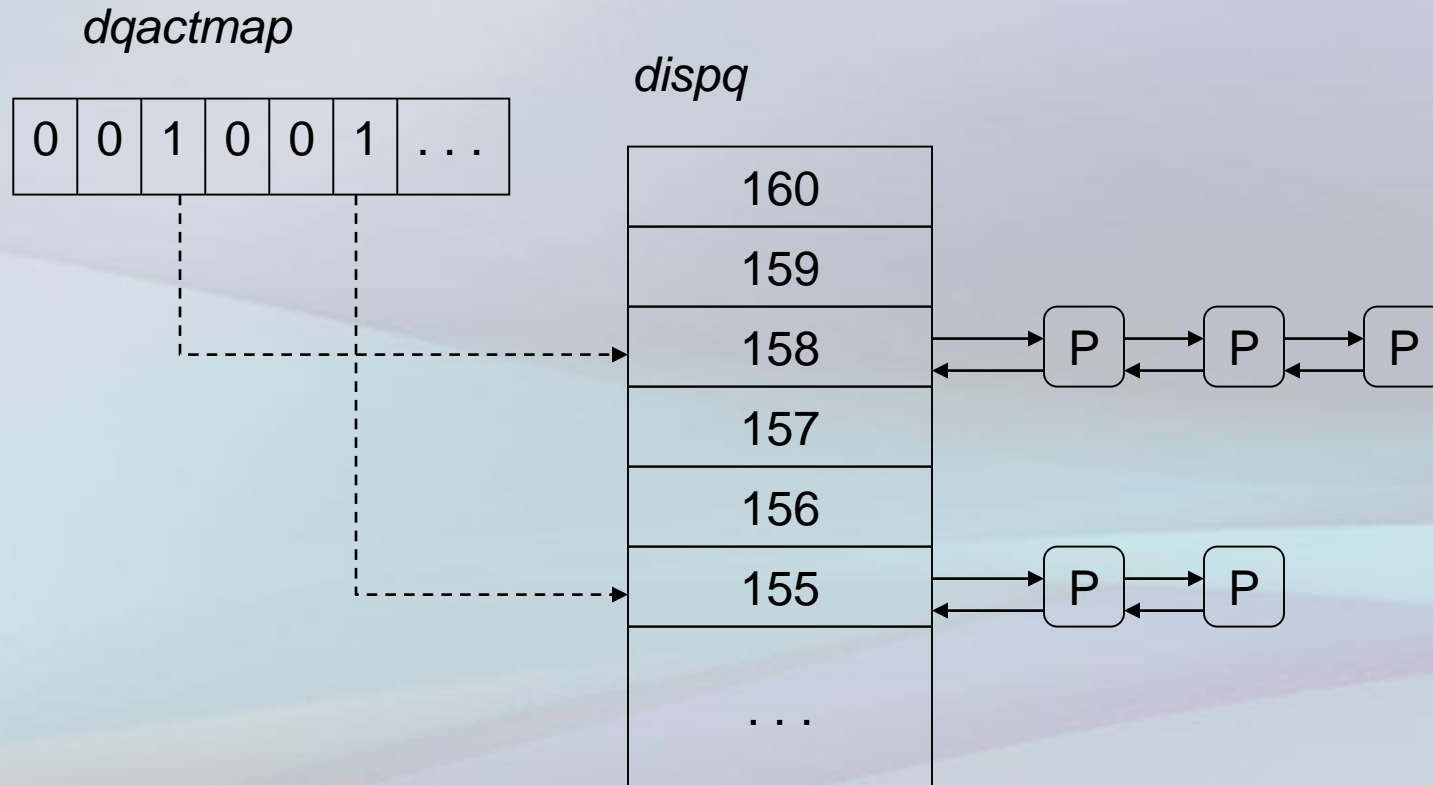 dqactmap
dispq
0 0 1 0 0 1 . . .
160
159
158 P P P
157
156
155 P P
. . .